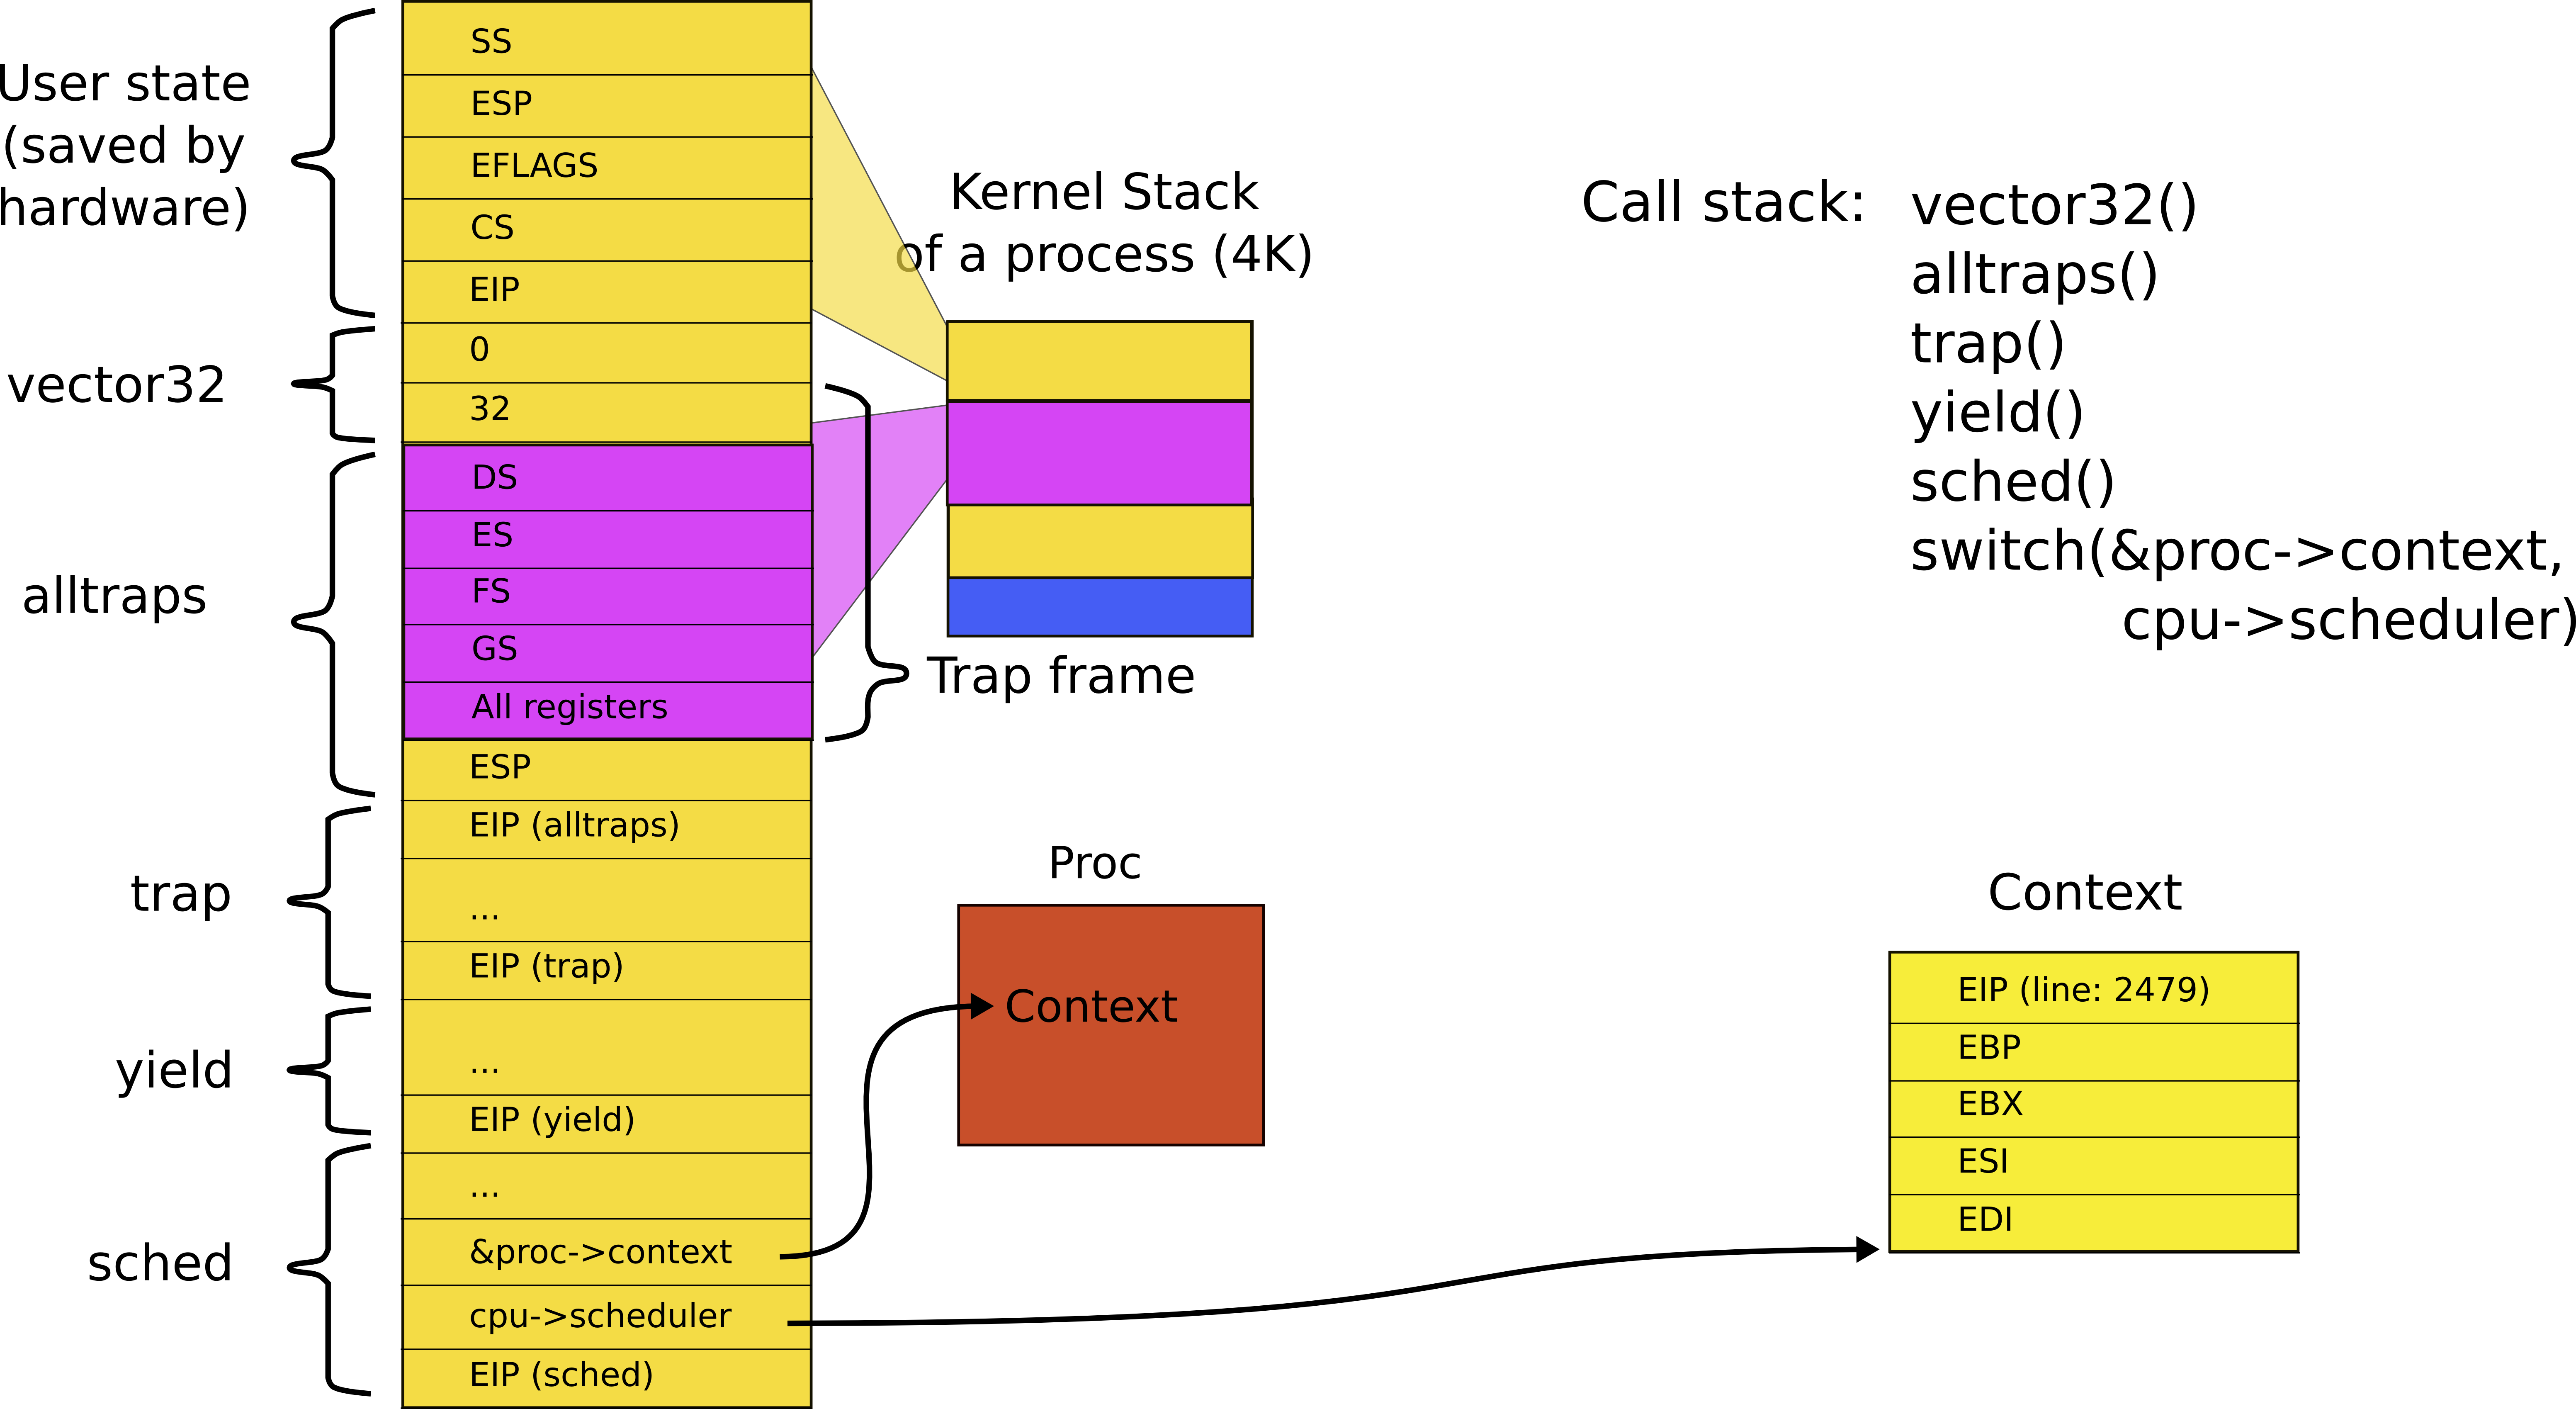 User state
(saved by
hardware)
vector32
alltraps
trap
yield
sched
SS
ESP
EFLAGS
CS
EIP
0
32
DS
ES
FS
GS
All registers
ESP
EIP (alltraps)
...
EIP (trap)
...
EIP (yield)
...
&proc->context
cpu->scheduler
EIP (sched)
Kernel Stack
of a process (4K)
Trap frame
Proc
Context
Call stack: vector32()
alltraps()
trap()
yield()
sched()
switch(&proc->context,
cpu->scheduler)
Context
EIP (line: 2479)
EBP
EBX
ESI
EDI